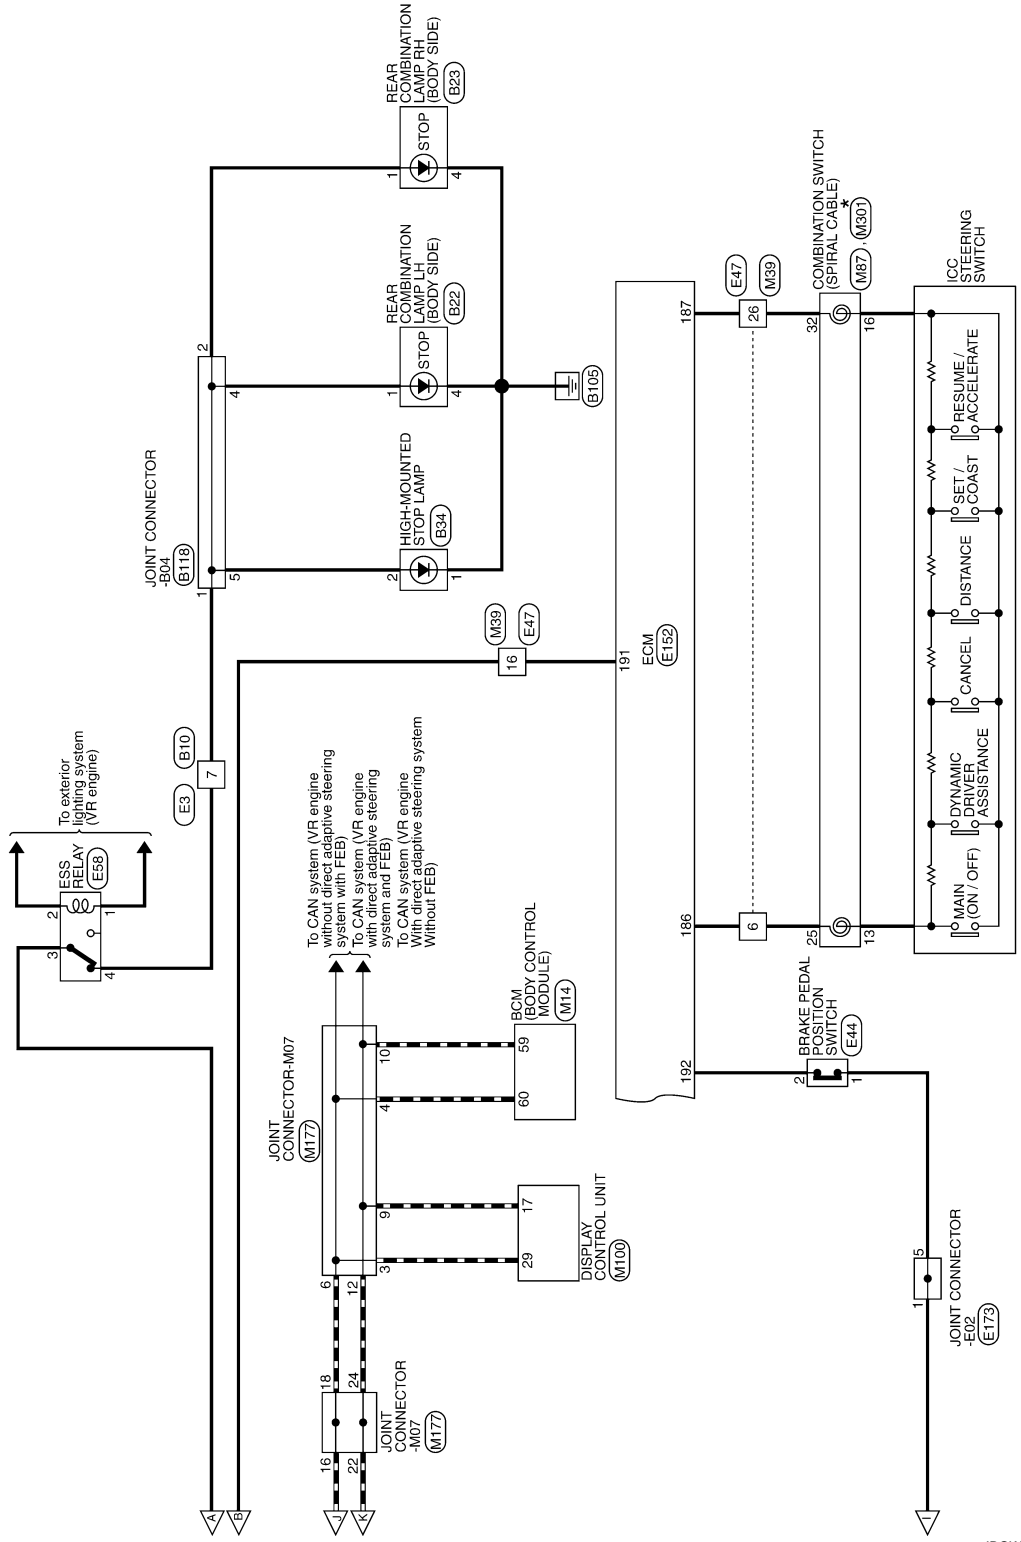 To exterior
lighting system
(VR engine)
ESS
RELAY
E58
2
1
3
4
E3
7
B10
JOINT CONNECTOR
-B04
B118
1
5
4
2
HIGH-MOUNTED
STOP LAMP
B34
2
1
REAR
COMBINATION
LAMP LH
(BODY SIDE)
B22
STOP
1
4
REAR
COMBINATION
LAMP RH
(BODY SIDE)
B23
STOP
1
4
B105
A
B
J
K
I
JOINT
CONNECTOR
-M07
M177
16
22
18
24
JOINT
CONNECTOR-M07
M177
6
12
3
9
4
10
To CAN system (VR engine
without direct adaptive steering
system with FEB)
To CAN system (VR engine
with direct adaptive steering
system and FEB)
To CAN system (VR engine
With direct adaptive steering system
Without FEB)
DISPLAY
CONTROL UNIT
M100
29
17
BCM
(BODY CONTROL
MODULE)
M14
60
59
M39
16
E47
191
ECM
E152
192
186
187
BRAKE PEDAL
POSITION
SWITCH
E44
2
1
JOINT CONNECTOR
-E02
E173
1
5
6
26
E47
M39
COMBINATION SWITCH
(SPIRAL CABLE)
*
M87 , M301
25
13
32
16
ICC
STEERING
SWITCH
MAIN
(ON / OFF)
DYNAMIC
DRIVER
ASSISTANCE
CANCEL
DISTANCE
SET /
COAST
RESUME /
ACCELERATE